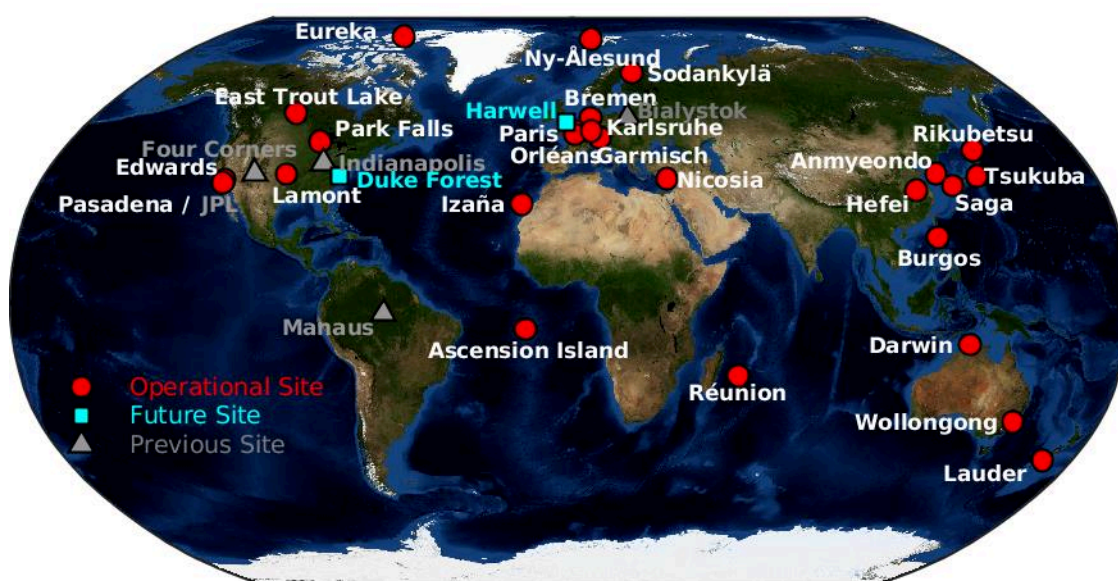 Eureka
Ny-Ålesund
Sodankylä
East Trout Lake
Bremen
Harwell
Bialystok
Park Falls
Paris
Karlsruhe
Rikubetsu
Four Corners
Orléans
Garmisch
Anmyeondo
Edwards
Indianapolis
Duke Forest
Nicosia
Tsukuba
Pasadena / JPL
Lamont
Izaña
Hefei
Saga
Burgos
Mahaus
Ascension Island
Darwin
Réunion
Operational Site
Future Site
Previous Site
Wollongong
Lauder